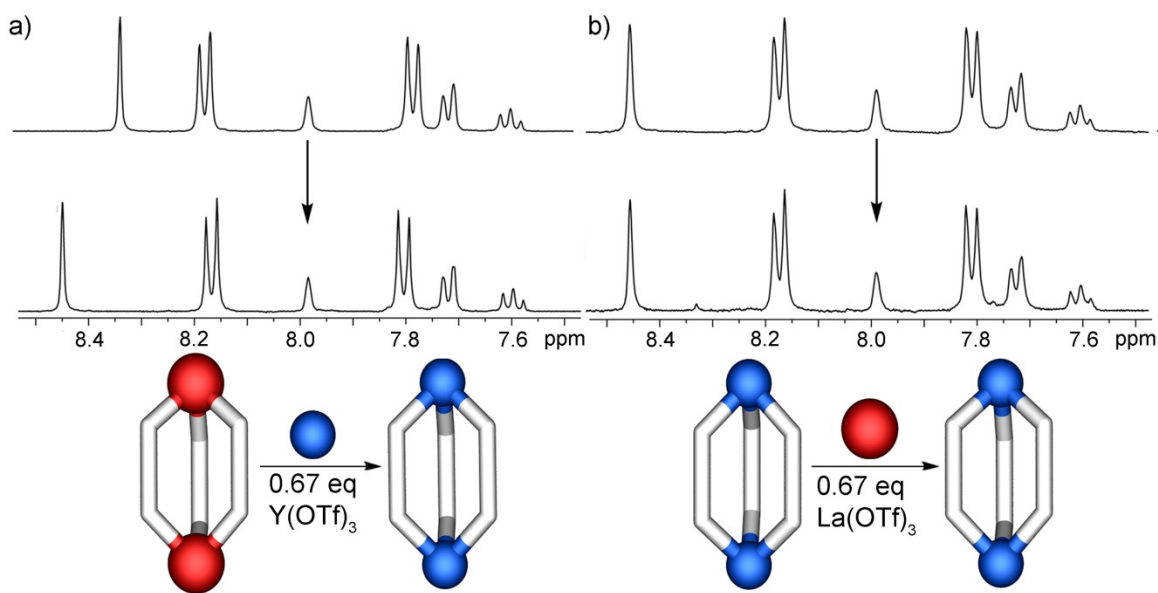 a)
b)
8.4 8.2 8.0 7.8 7.6 ppm
8.4 8.2 8.0 7.8 7.6 ppm
0.67 eq
Y(OTf)₃
0.67 eq
La(OTf)₃